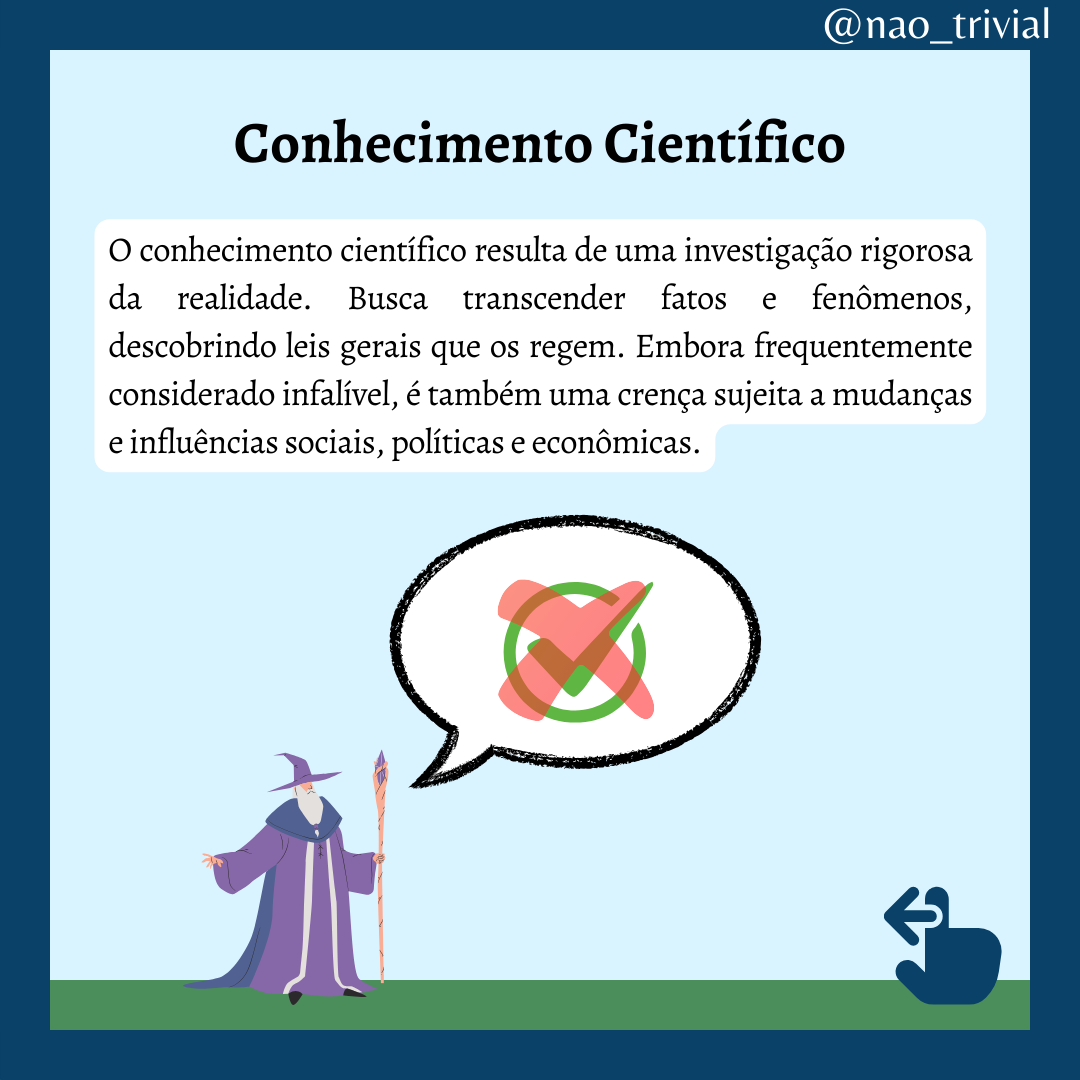 @nao_trivial
Conhecimento Científico
O conhecimento científico resulta de uma investigação rigorosa
da realidade. Busca transcender fatos e fenômenos,
descobrindo leis gerais que os regem. Embora frequentemente
considerado infalível, é também uma crença sujeita a mudanças
e influências sociais, políticas e econômicas.